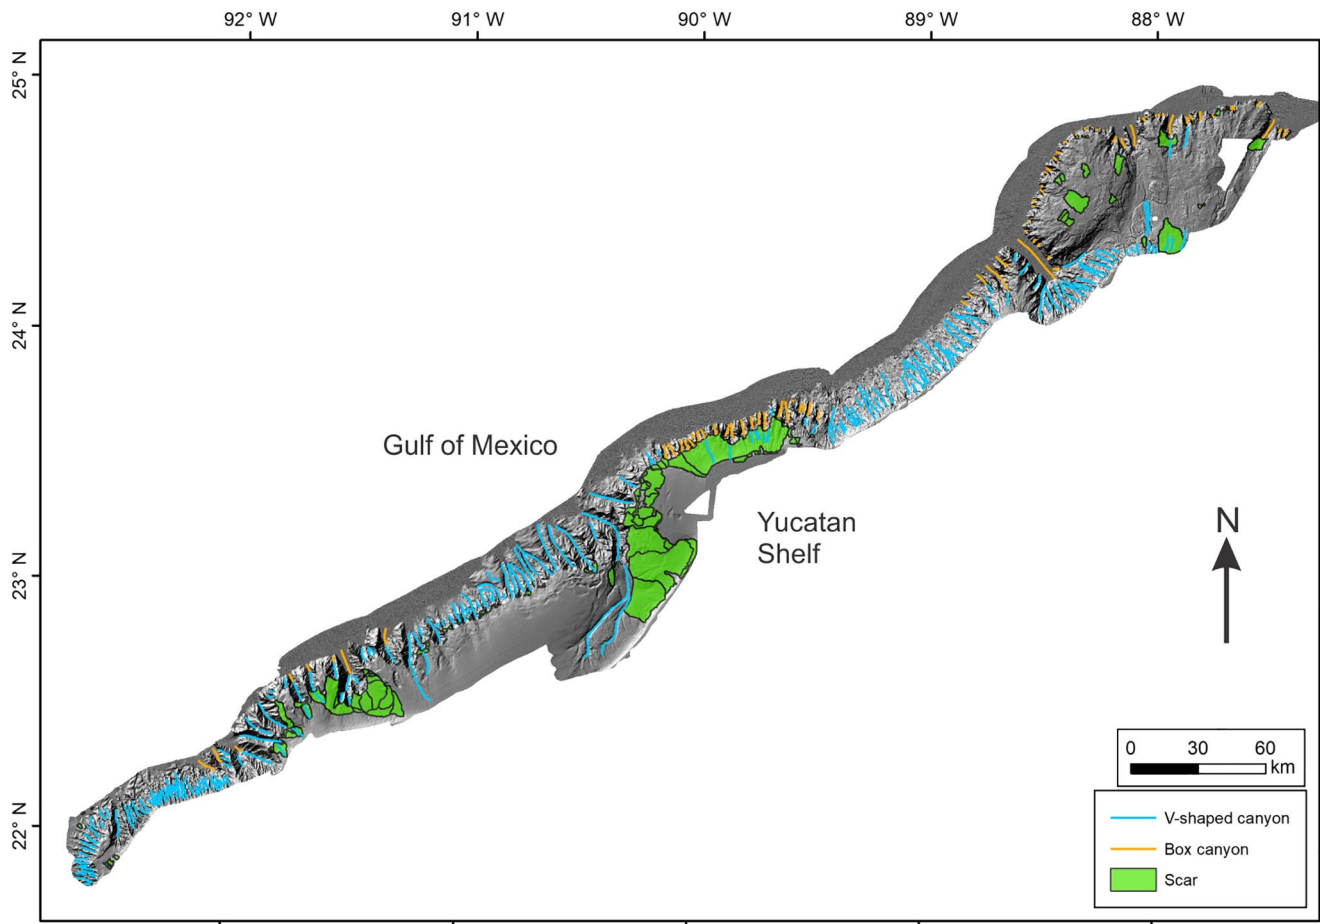 92° W 91° W 90° W 89° W 88° W
25° N
24° N
23° N
22° N
Gulf of Mexico
Yucatan
Shelf
N
0 30 60
km
V-shaped canyon
Box canyon
Scar